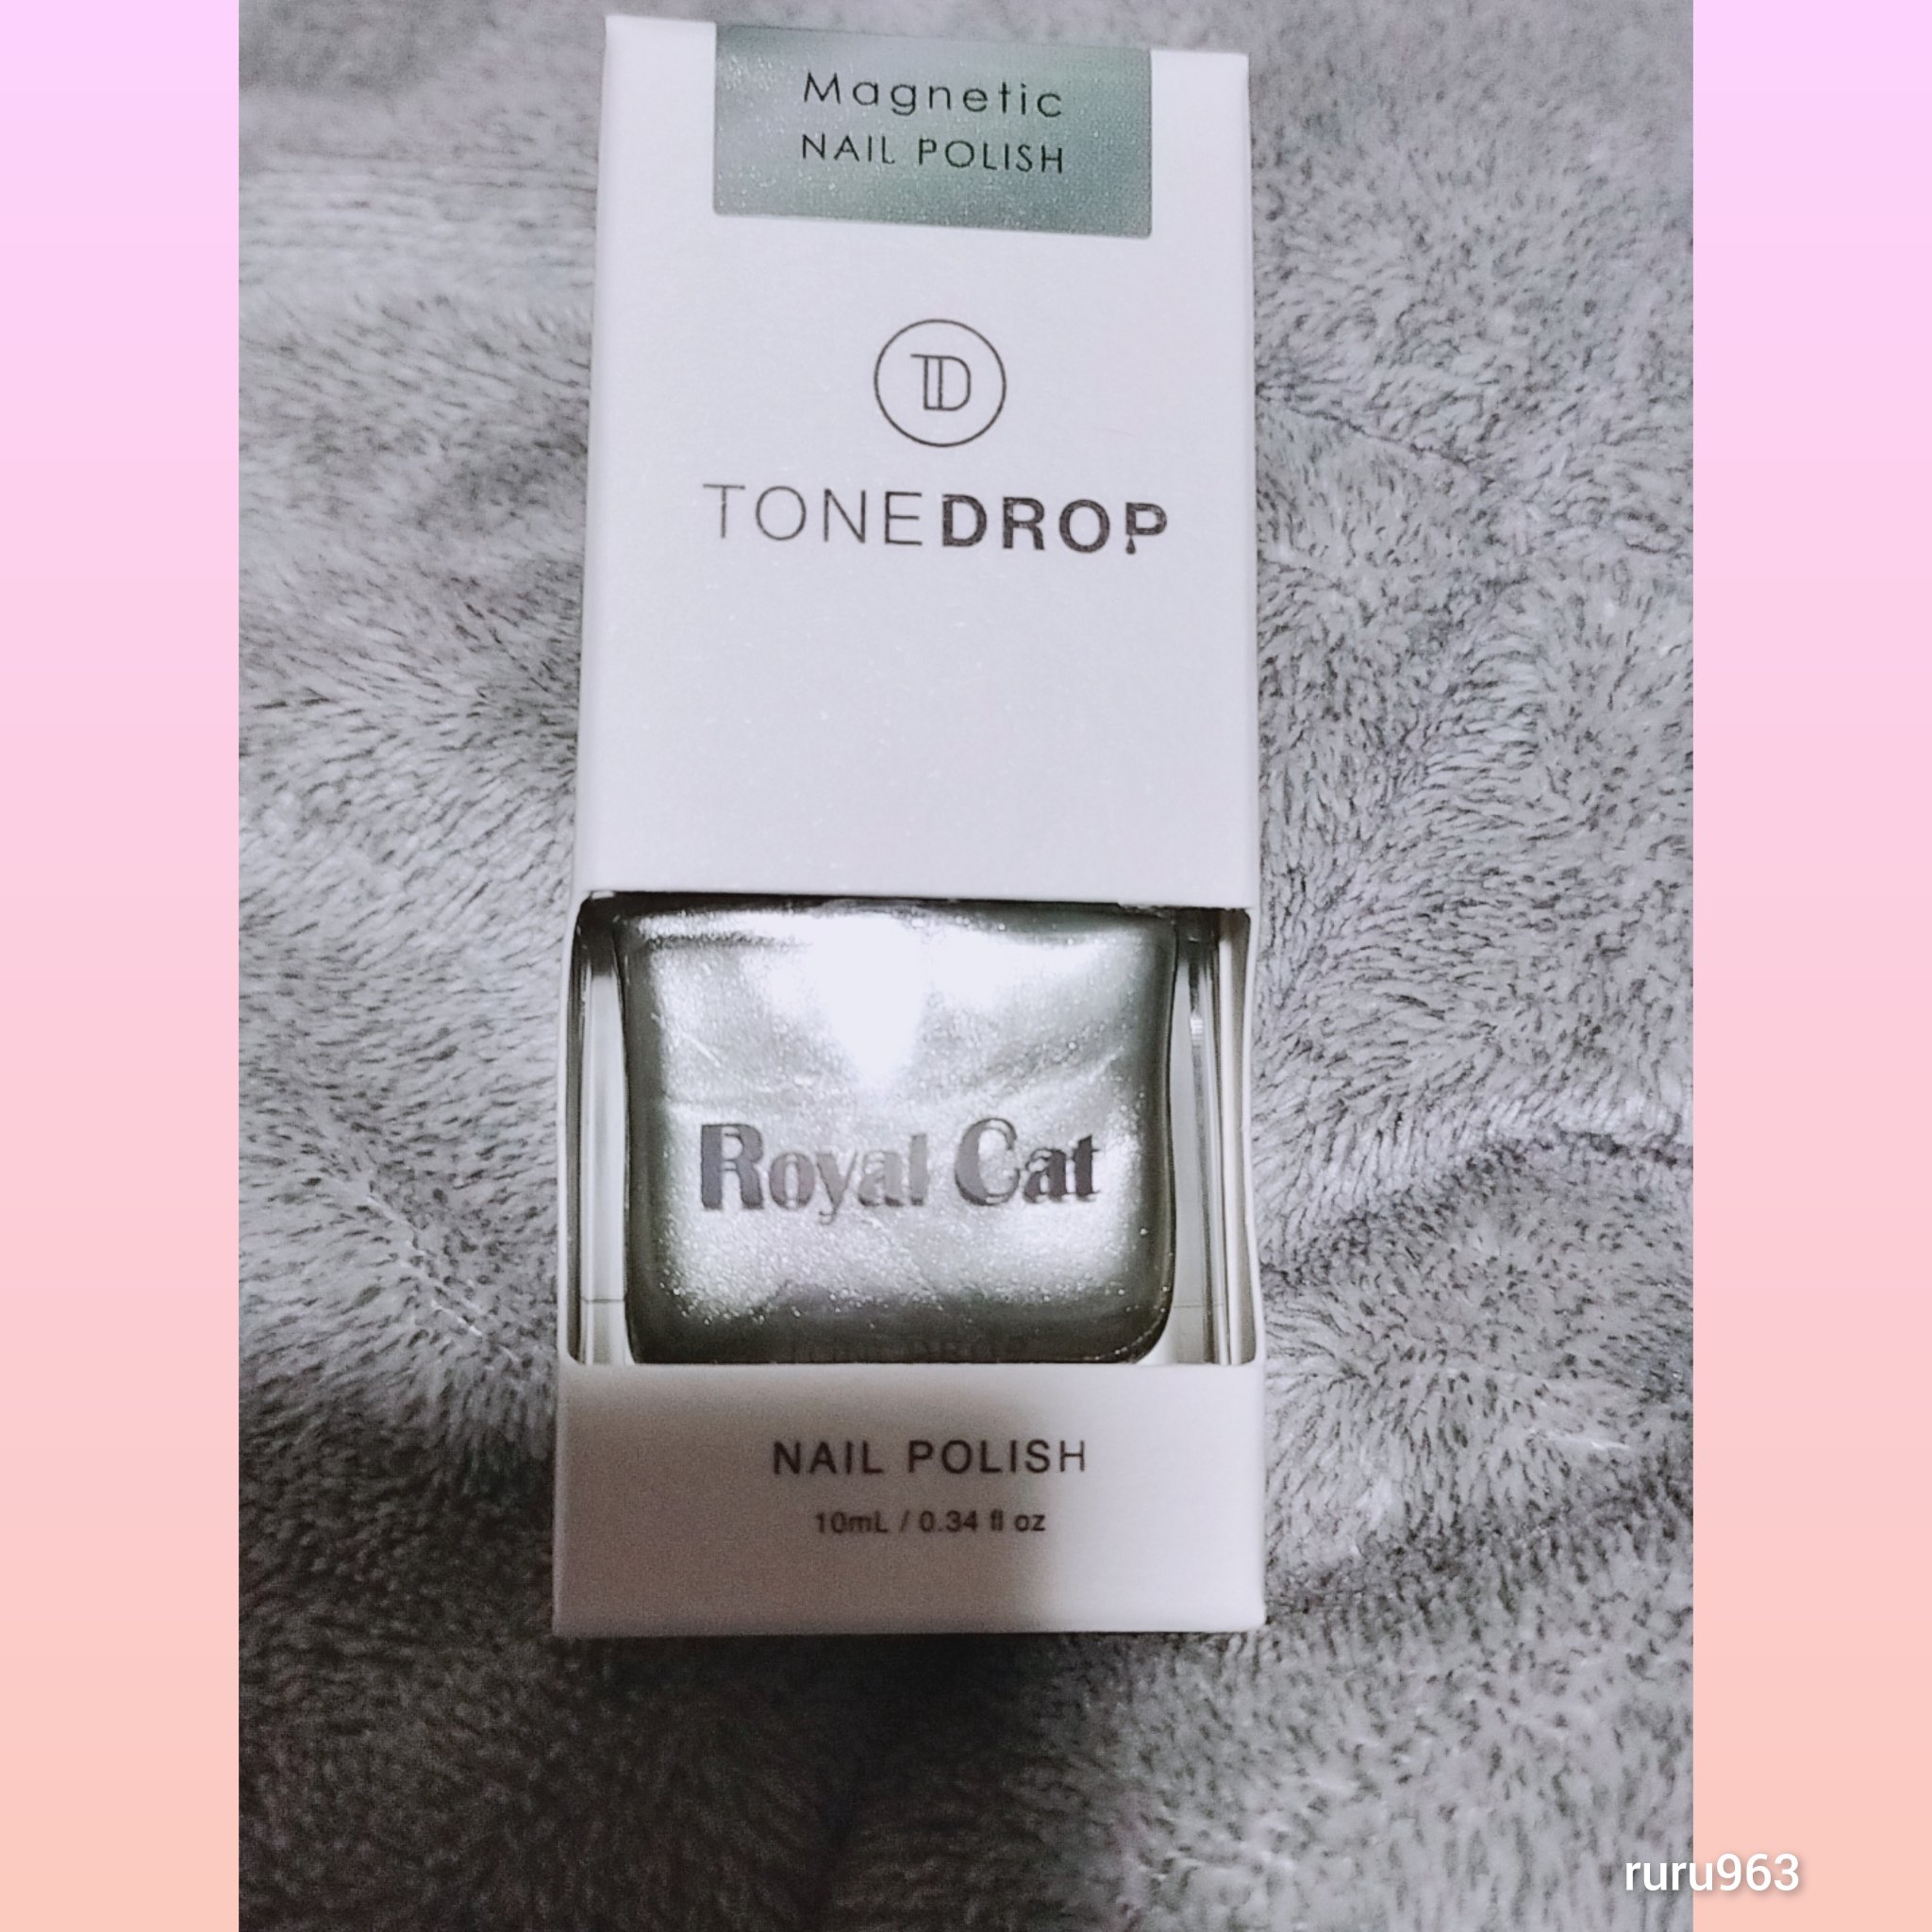 Magnetic
NAIL POLISH
TD
TONEDROP
Royal Cat
NAIL POLISH
10mL / 0.34 fl oz
ruru963